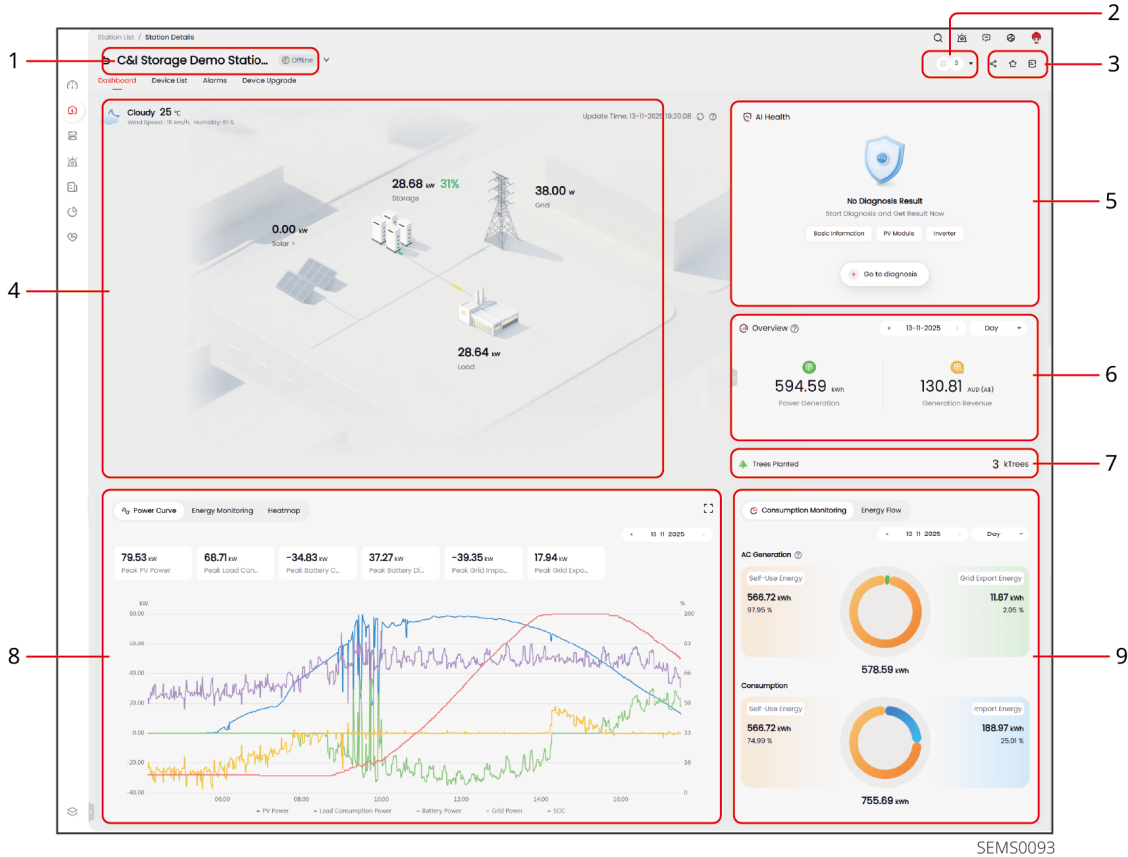 2
Station List / Station Details
1
C&I Storage Demo Statio... Offline
3
3
Dashboard Device List Alarms Device Upgrade
Cloudy 25 ℃
Wind Speed: 15 km/h, Humidity: 61 %
Update Time: 13-11-2025 19:20:08
AI Health
28.68 kW 31%
Storage
38.00 W
Grid
0.00 kW
Solar >
28.64 kW
Load
4
No Diagnosis Result
Start Diagnosis and Get Result Now
Basic Information PV Module Inverter
Go to diagnosis
5
Overview
13-11-2025 Day
594.59 kWh
Power Generation
130.81 AUD (A$)
Generation Revenue
6
Trees Planted 3 kTrees
7
Power Curve Energy Monitoring Heatmap
13 11 2025
79.53 kW
Peak PV Power
68.71 kW
Peak Load Con...
-34.83 kW
Peak Battery C...
37.27 kW
Peak Battery Di...
-39.35 kW
Peak Grid Impo...
17.94 kW
Peak Grid Expo...
kW %
80.00 100
60.00 83
40.00 66
20.00 50
0.00 33
-20.00 16
-40.00 0
06:00 08:00 10:00 12:00 14:00 16:00
PV Power Load Consumption Power Battery Power Grid Power SOC
8
Consumption Monitoring Energy Flow
13 11 2025 Day
AC Generation
Self-Use Energy
566.72 kWh
97.95 %
Grid Export Energy
11.87 kWh
2.05 %
578.59 kWh
Consumption
Self-Use Energy
566.72 kWh
74.99 %
Import Energy
188.97 kWh
25.01 %
755.69 kWh
9
SEMS0093